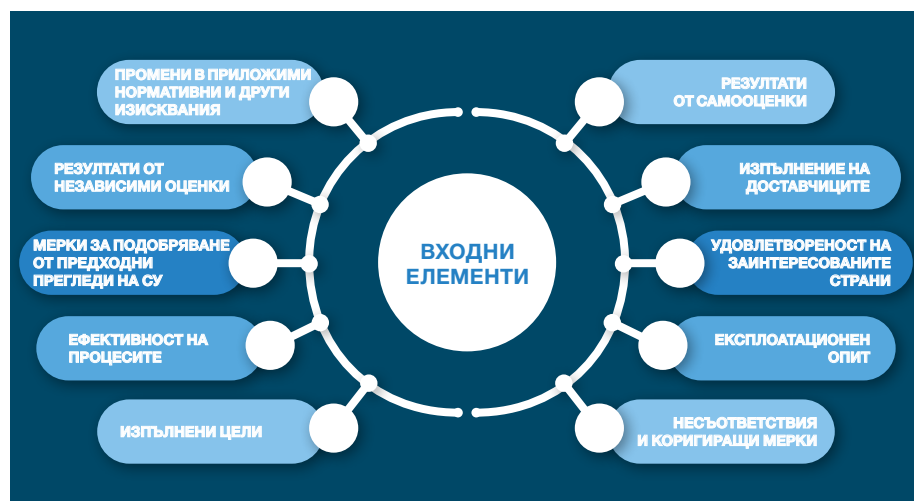 ПРОМЕНИ В ПРИЛОЖИМИ
НОРМАТИВНИ И ДРУГИ
ИЗИСКВАНИЯ
РЕЗУЛТАТИ ОТ
НЕЗАВИСИМИ ОЦЕНКИ
МЕРКИ ЗА ПОДОБРЯВАНЕ
ОТ ПРЕДХОДНИ
ПРЕГЛЕДИ НА СУ
ЕФЕКТИВНОСТ НА
ПРОЦЕСИТЕ
ИЗПЪЛНЕНИ ЦЕЛИ
ВХОДНИ
ЕЛЕМЕНТИ
РЕЗУЛТАТИ
ОТ САМООЦЕНКИ
ИЗПЪЛНЕНИЕ НА
ДОСТАВЧИЦИТЕ
УДОВЛЕТВОРЕНОСТ НА
ЗАИНТЕРЕСОВАНИТЕ
СТРАНИ
ЕКСПЛОАТАЦИОНЕН
ОПИТ
НЕСЪОТВЕТСТВИЯ
И КОРИГИРАЩИ МЕРКИ